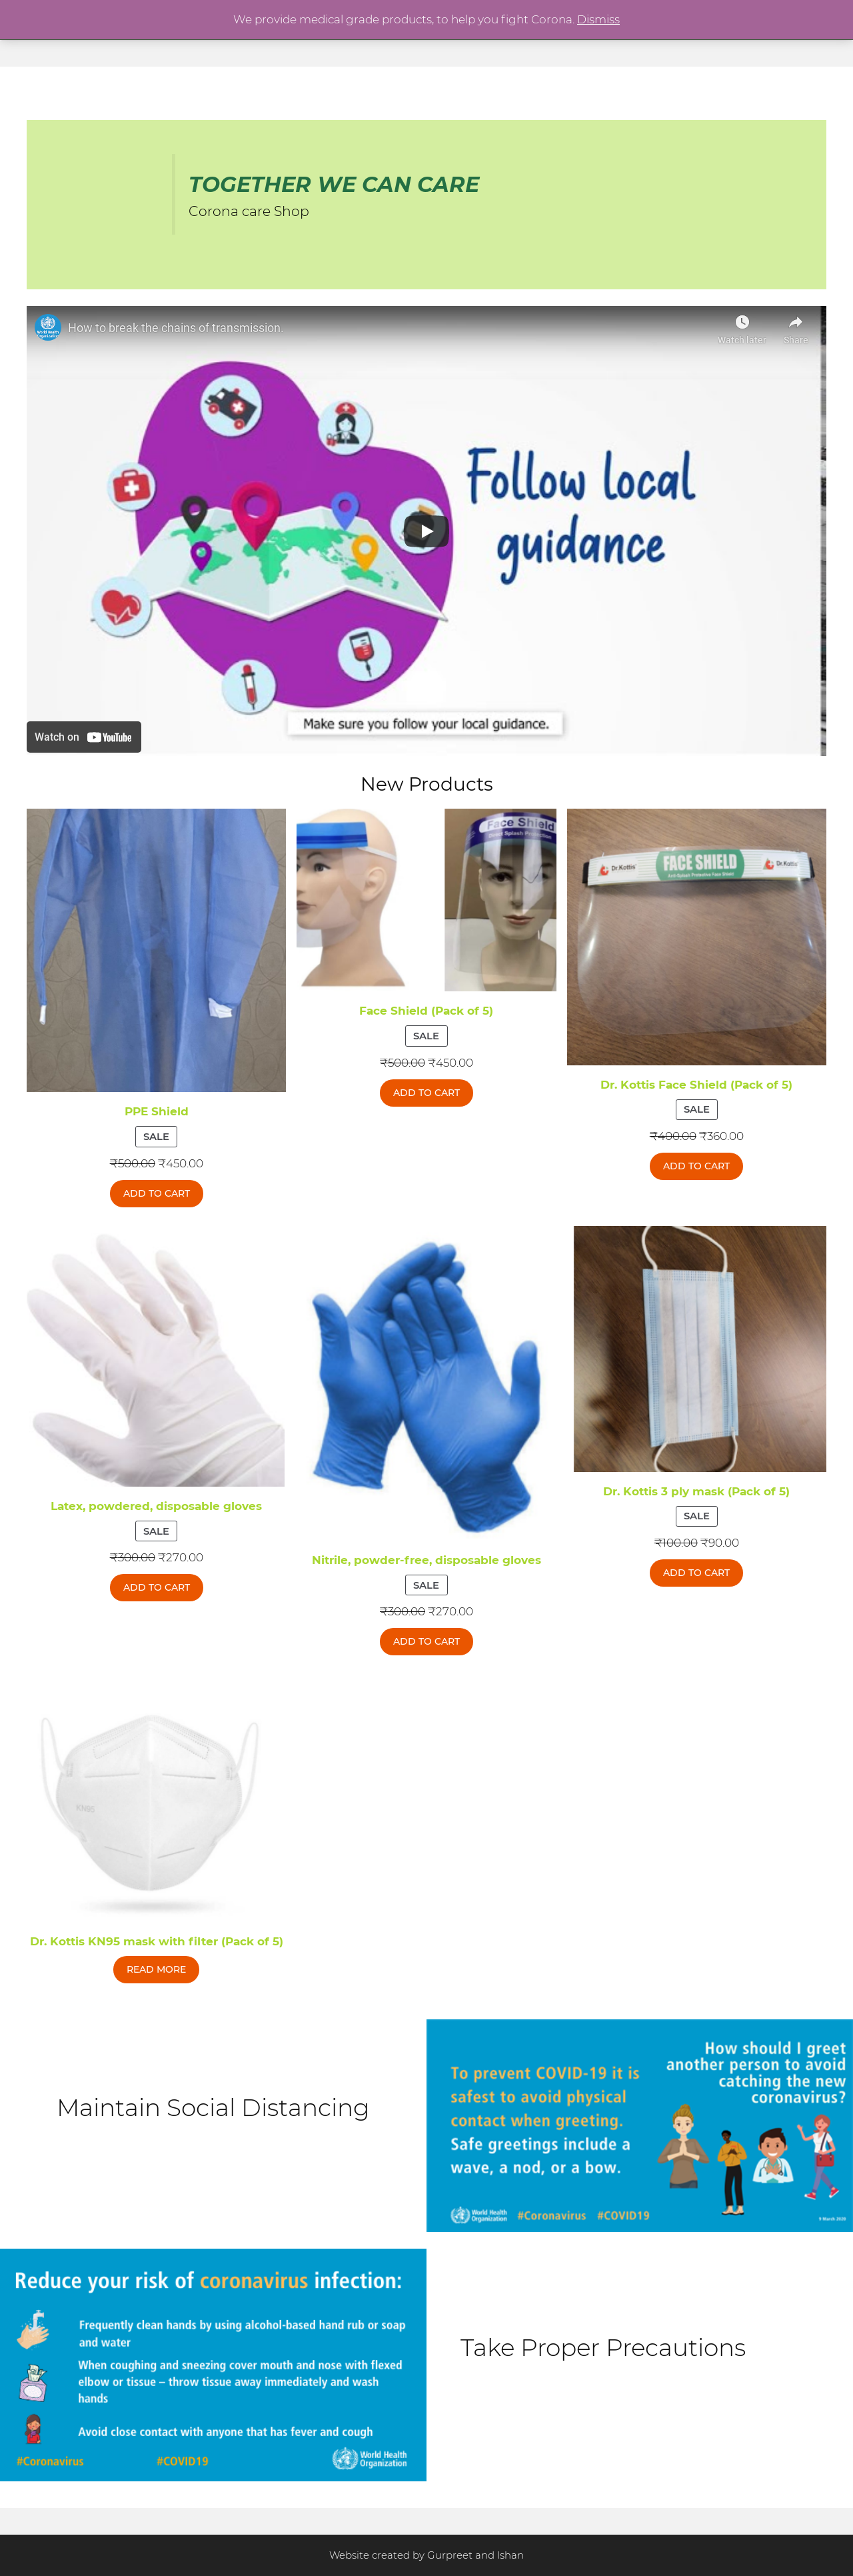 We provide medical grade products, to help you fight Corona. Dismiss
TOGETHER WE CAN CARE
Corona care Shop
How to break the chains of transmission.
Watch later
Share
Follow local
guidance
Make sure you follow your local guidance.
Watch on YouTube
New Products
Face Shield
FACE SHIELD
Dr.Kottis
Dr.Kottis
PPE Shield
SALE
₹500.00 ₹450.00
ADD TO CART
Face Shield (Pack of 5)
SALE
₹500.00 ₹450.00
ADD TO CART
Dr. Kottis Face Shield (Pack of 5)
SALE
₹400.00 ₹360.00
ADD TO CART
Latex, powdered, disposable gloves
SALE
₹300.00 ₹270.00
ADD TO CART
Nitrile, powder-free, disposable gloves
SALE
₹300.00 ₹270.00
ADD TO CART
Dr. Kottis 3 ply mask (Pack of 5)
SALE
₹100.00 ₹90.00
ADD TO CART
KN95
Dr. Kottis KN95 mask with filter (Pack of 5)
READ MORE
Maintain Social Distancing
How should I greet
another person to avoid
catching the new
coronavirus?
To prevent COVID-19 it is
safest to avoid physical
contact when greeting.
Safe greetings include a
wave, a nod, or a bow.
World Health
Organization
#Coronavirus #COVID19
9 March 2020
Reduce your risk of coronavirus infection:
Frequently clean hands by using alcohol-based hand rub or soap
and water
When coughing and sneezing cover mouth and nose with flexed
elbow or tissue – throw tissue away immediately and wash
hands
Avoid close contact with anyone that has fever and cough
#Coronavirus #COVID19
World Health
Organization
Take Proper Precautions
Website created by Gurpreet and Ishan